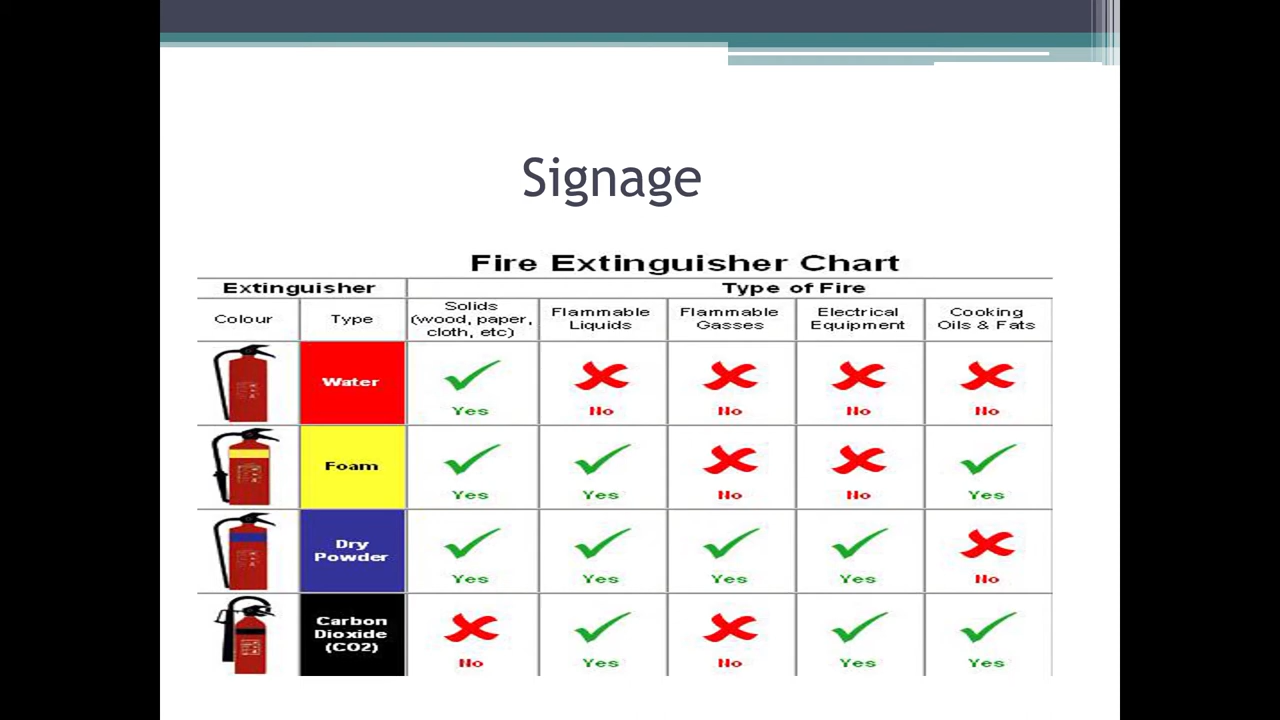 Signage
Fire Extinguisher Chart
Extinguisher Type of Fire
Colour Type Solids (wood, paper, cloth, etc) Flammable Liquids Flammable Gasses Electrical Equipment Cooking Oils & Fats
Water
Yes No No No No
Foam
Yes Yes No No Yes
Dry Powder
Yes Yes Yes Yes No
Carbon Dioxide (CO2)
No Yes No Yes Yes